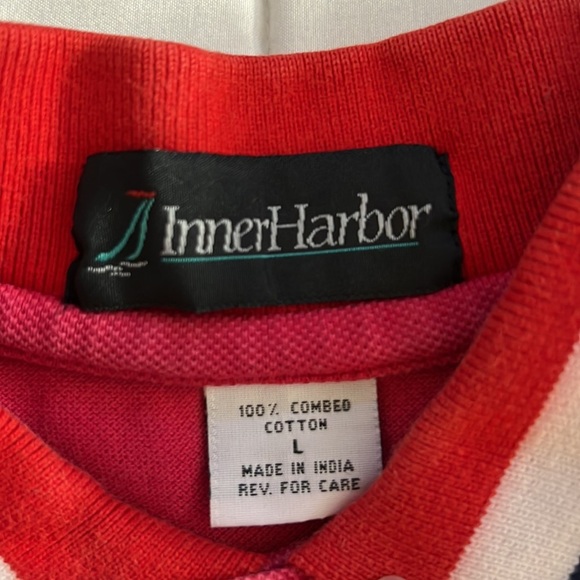 InnerHarbor
100% COMBED
COTTON
L
MADE IN INDIA
REV. FOR CARE